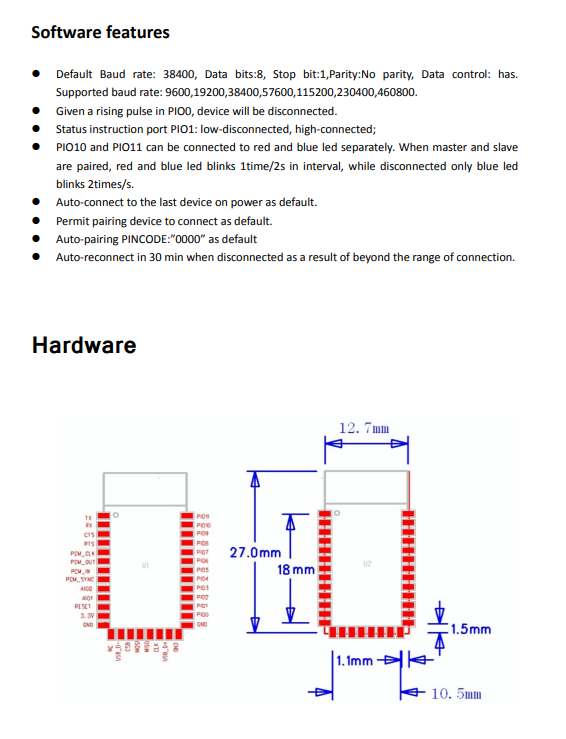 Software features
● Default Baud rate: 38400, Data bits:8, Stop bit:1,Parity:No parity, Data control: has.
Supported baud rate: 9600,19200,38400,57600,115200,230400,460800.
● Given a rising pulse in PIO0, device will be disconnected.
● Status instruction port PIO1: low-disconnected, high-connected;
● PIO10 and PIO11 can be connected to red and blue led separately. When master and slave
are paired, red and blue led blinks 1time/2s in interval, while disconnected only blue led
blinks 2times/s.
● Auto-connect to the last device on power as default.
● Permit pairing device to connect as default.
● Auto-pairing PINCODE:”0000” as default
● Auto-reconnect in 30 min when disconnected as a result of beyond the range of connection.
Hardware
12.7mm
TX
RX
CTS
RTS
PCM_CLK
PCM_OUT
PCM_IN
PCM_SYNC
AIO0
AIO1
RESET
3.3V
GND
U1
PIO11
PIO10
PIO9
PIO8
PIO7
PIO6
PIO5
PIO4
PIO3
PIO2
PIO1
PIO0
GND
NC
USB_D-
CSB
MOSI
MISO
CLK
USB_D+
GND
27.0mm
18mm
U2
1.5mm
1.1mm
10.5mm